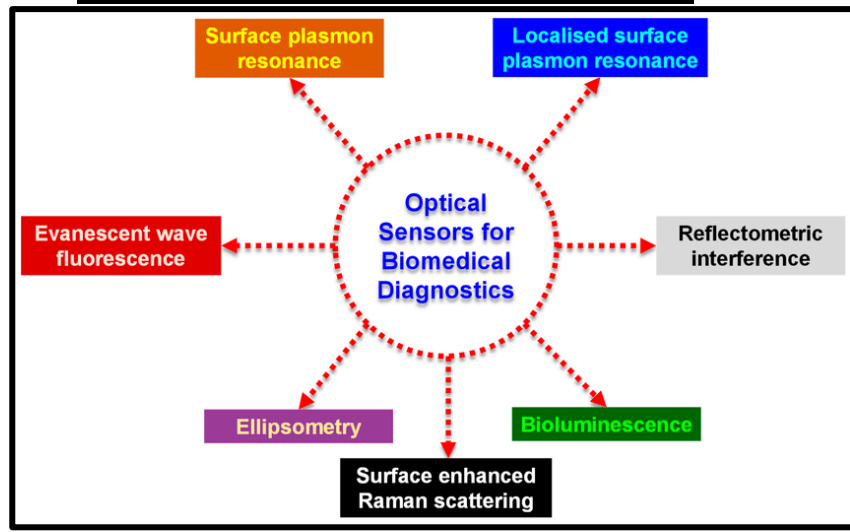 Surface plasmon
resonance
Localised surface
plasmon resonance
Optical
Sensors for
Biomedical
Diagnostics
Evanescent wave
fluorescence
Reflectometric
interference
Ellipsometry
Bioluminescence
Surface enhanced
Raman scattering